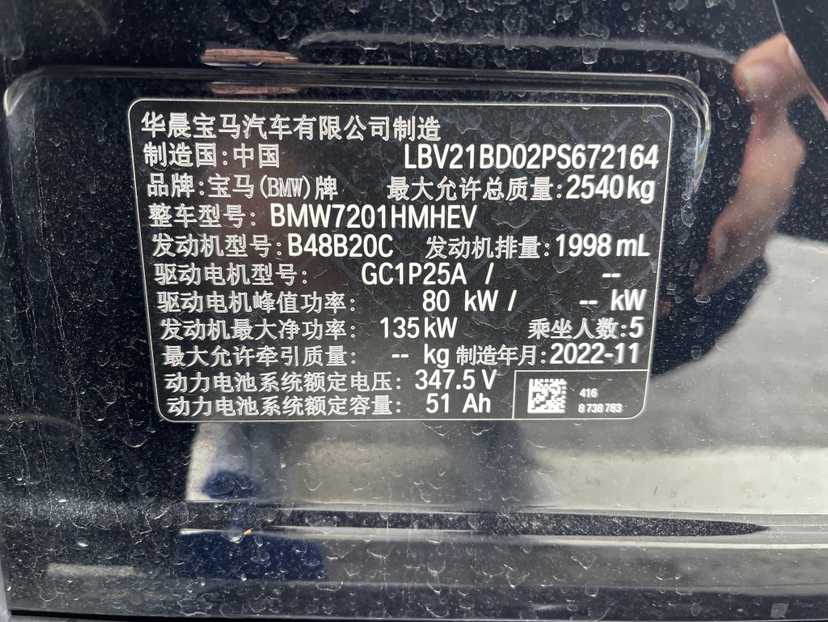 华晨宝马汽车有限公司制造
制造国:中国 LBV21BD02PS672164
品牌:宝马(BMW)牌 最大允许总质量:2540kg
整车型号: BMW7201HMHEV
发动机型号:B48B20C 发动机排量:1998 mL
驱动电机型号: GC1P25A / --
驱动电机峰值功率: 80 kW / -- kW
发动机最大净功率: 135kW 乘坐人数:5
最大允许牵引质量: -- kg 制造年月:2022-11
动力电池系统额定电压: 347.5 V
动力电池系统额定容量: 51 Ah
416
8 738 783